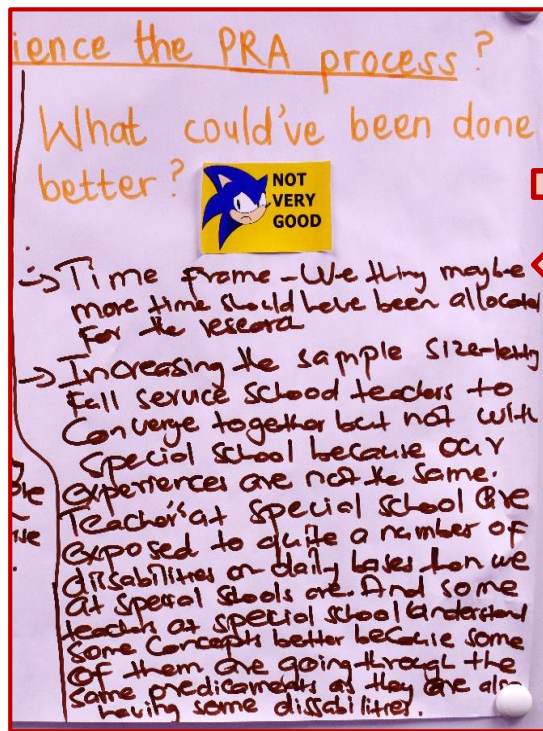 ience the PRA process?
What could've been done
better?
NOT
VERY
GOOD
Time frame - We thing maybe
more time should have been allocated
for the research
Increasing the sample size - letting
Full service school teachers to
Converge together but not with
special school because our
experiences are not the same.
Teacher's at special school are
exposed to quite a number of
dissabilities on daily bases than we
at special schools are. And some
teachers at special school understand
some concepts better because some
of them are going through the
same predicaments as they are also
having some dissabilities.